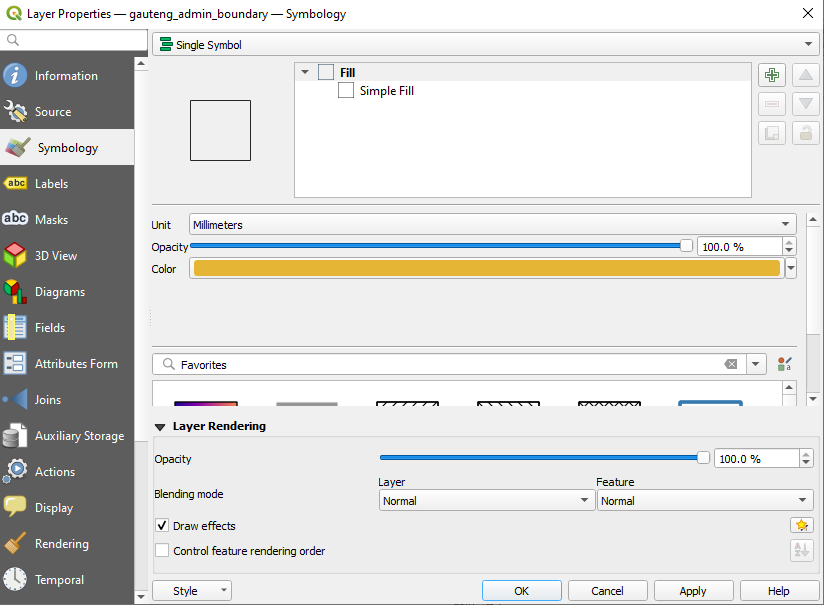 Layer Properties — gauteng_admin_boundary — Symbology
Single Symbol
Information
Source
Symbology
Labels
abc
Masks
abc
3D View
Diagrams
Fields
Attributes Form
Joins
Auxiliary Storage
Actions
Display
Rendering
Temporal
Fill
Simple Fill
Unit
Millimeters
Opacity
100.0 %
Color
Favorites
Layer Rendering
Opacity
100.0 %
Layer
Feature
Blending mode
Normal
Normal
Draw effects
Control feature rendering order
Style
OK
Cancel
Apply
Help